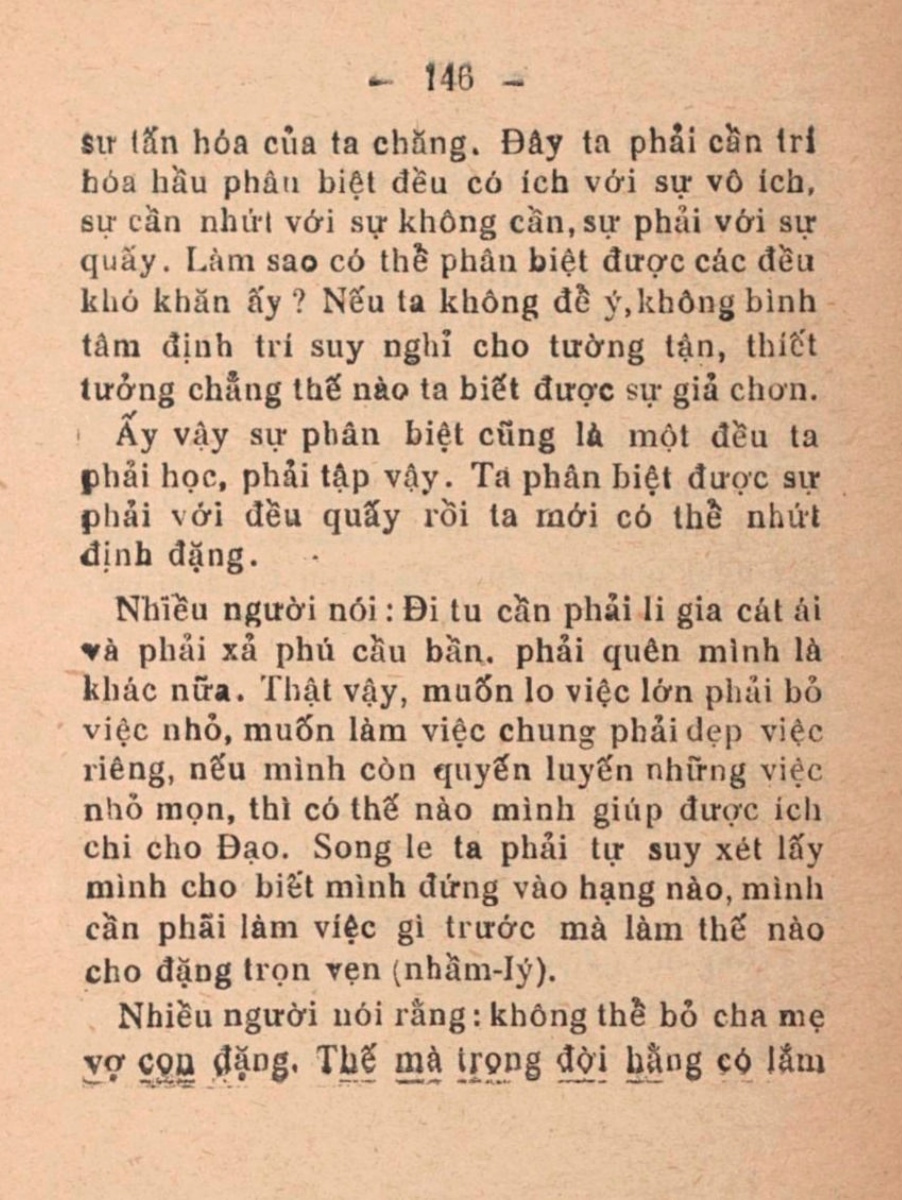 — 146 —
sư tấn hóa của ta chăng. Đây ta phải cần trí
hóa hầu phân biệt đều có ích với sự vô ích,
sự cần nhứt với sự không cần, sự phải với sự
quấy. Làm sao có thể phân biệt được các đều
khó khăn ấy? Nếu ta không để ý, không bình
tâm định trí suy nghỉ cho tường tận, thiết
tưởng chẳng thế nào ta biết được sự giả chơn.
Ấy vậy sự phân biệt cũng là một đều ta
phải học, phải tập vậy. Ta phân biệt được sự
phải với đều quấy rồi ta mới có thể nhứt
định đặng.
Nhiều người nói: Đi tu cần phải li gia cát ái
và phải xả phú cầu bần. phải quên mình là
khác nữa. Thật vậy, muốn lo việc lớn phải bỏ
việc nhỏ, muốn làm việc chung phải dẹp việc
riêng, nếu mình còn quyến luyến những việc
nhỏ mọn, thì có thế nào mình giúp được ích
chi cho Đạo. Song le ta phải tự suy xét lấy
mình cho biết mình đứng vào hạng nào, mình
cần phãi làm việc gì trước mà làm thế nào
cho đặng trọn vẹn (nhầm-lý).
Nhiều người nói rằng: không thể bỏ cha mẹ
vợ con đặng. Thế mà trong đời hằng có lắm